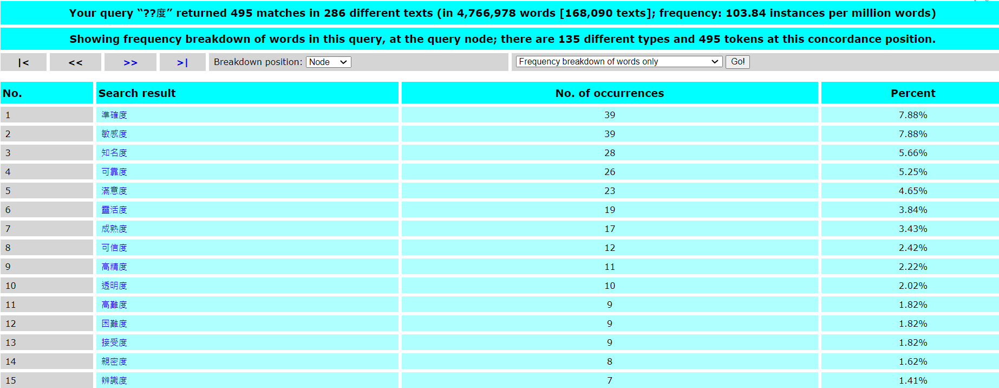 Your query “??度” returned 495 matches in 286 different texts (in 4,766,978 words [168,090 texts]; frequency: 103.84 instances per million words)
Showing frequency breakdown of words in this query, at the query node; there are 135 different types and 495 tokens at this concordance position.
|< << >> >| Breakdown position: Node Frequency breakdown of words only Go!
No. Search result No. of occurrences Percent
1 準確度 39 7.88%
2 敏感度 39 7.88%
3 知名度 28 5.66%
4 可靠度 26 5.25%
5 滿意度 23 4.65%
6 靈活度 19 3.84%
7 成熟度 17 3.43%
8 可信度 12 2.42%
9 高精度 11 2.22%
10 透明度 10 2.02%
11 高難度 9 1.82%
12 困難度 9 1.82%
13 接受度 9 1.82%
14 親密度 8 1.62%
15 辨識度 7 1.41%